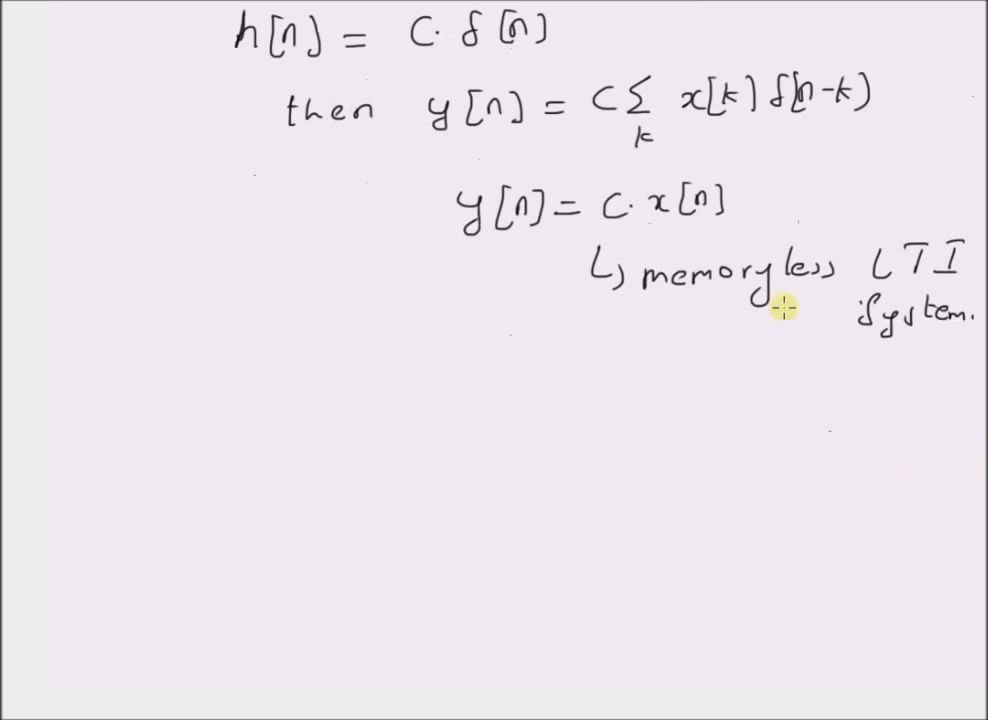 h[n] = C· δ[n]
then y[n] = C Σ x[k] δ[n-k]
k
y[n] = C· x[n]
↳ memoryless LTI
system.